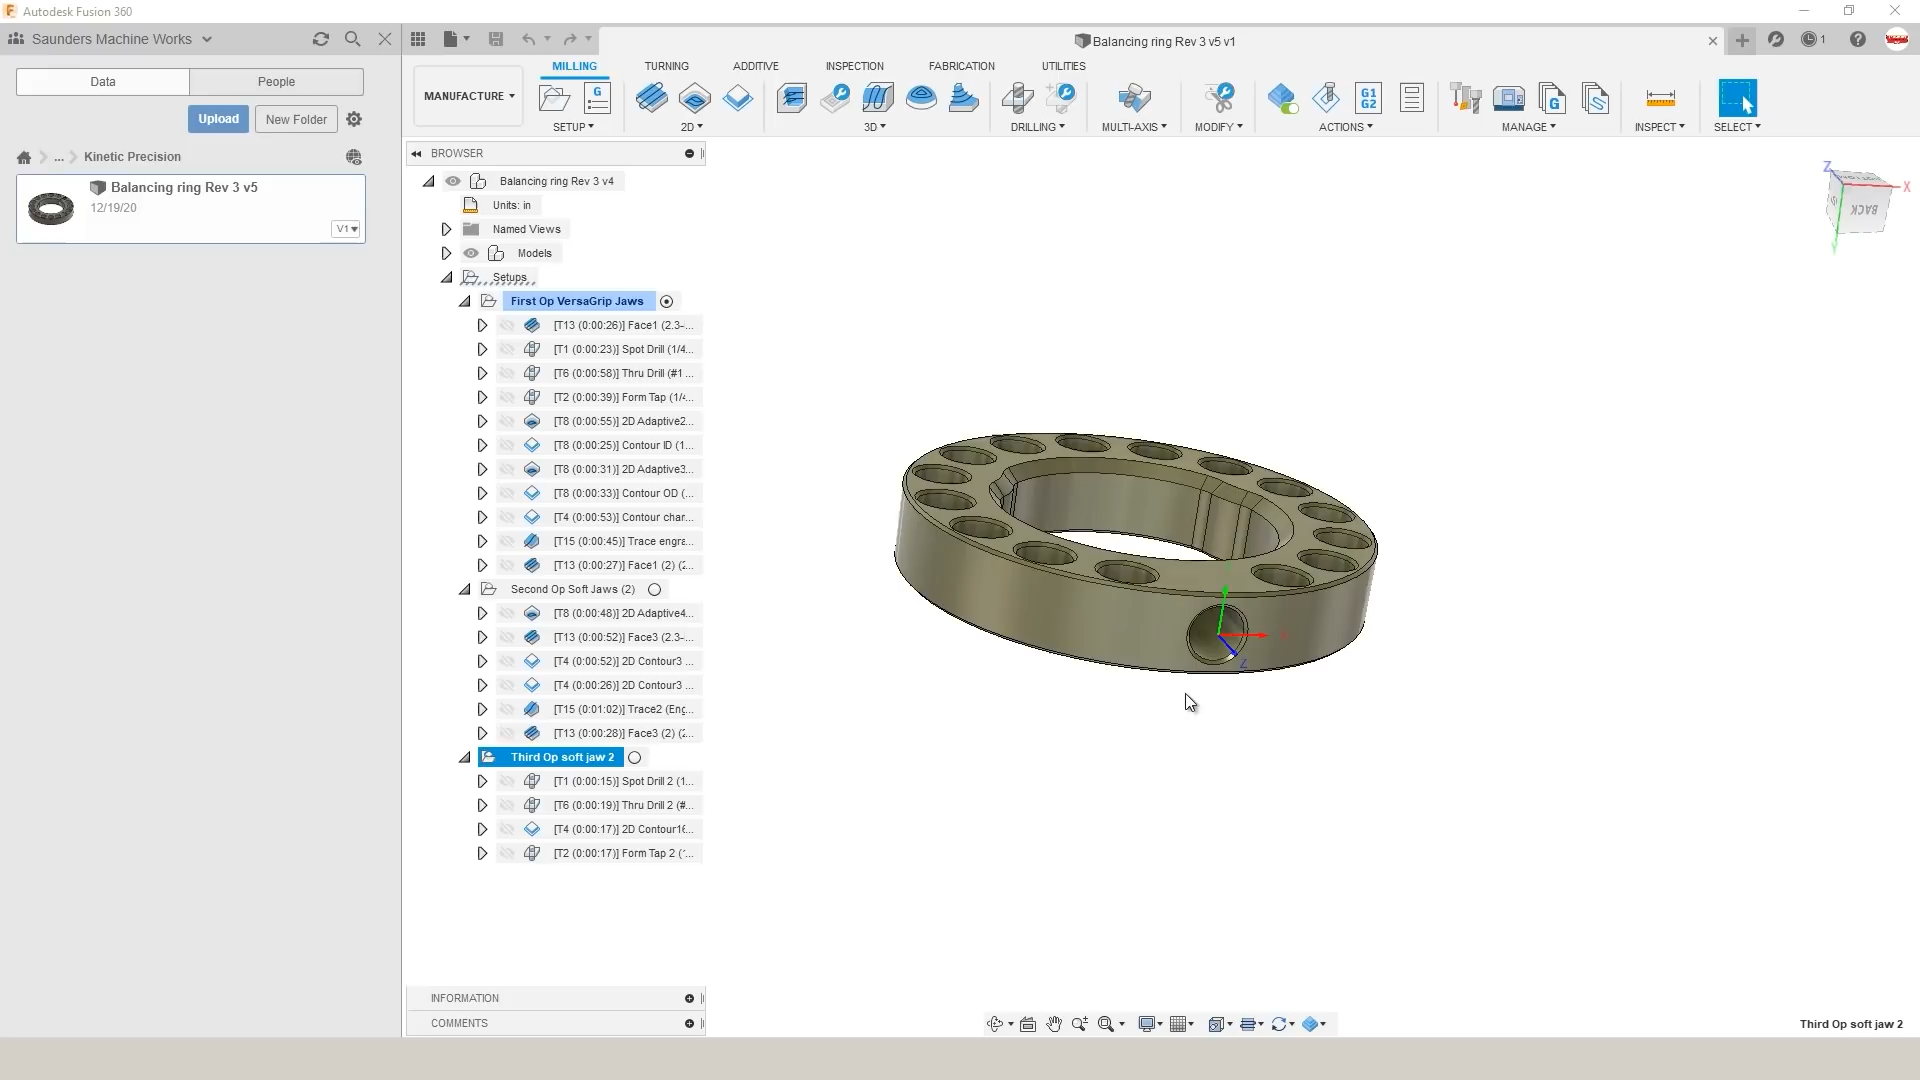 Autodesk Fusion 360
Saunders Machine Works
Balancing ring Rev 3 v5 v1
1
Data
People
Upload
New Folder
... Kinetic Precision
Balancing ring Rev 3 v5
12/19/20
V1
MANUFACTURE
MILLING
TURNING
ADDITIVE
INSPECTION
FABRICATION
UTILITIES
G
G1
G2
G
SETUP
2D
3D
DRILLING
MULTI-AXIS
MODIFY
ACTIONS
MANAGE
INSPECT
SELECT
BROWSER
Balancing ring Rev 3 v4
Units: in
Named Views
Models
Setups
First Op VersaGrip Jaws
[T13 (0:00:26)] Face1 (2.3-...
[T1 (0:00:23)] Spot Drill (1/4...
[T6 (0:00:58)] Thru Drill (#1 ...
[T2 (0:00:39)] Form Tap (1/4...
[T8 (0:00:55)] 2D Adaptive2...
[T8 (0:00:25)] Contour ID (1...
[T8 (0:00:31)] 2D Adaptive3...
[T8 (0:00:33)] Contour OD (...
[T4 (0:00:53)] Contour char...
[T15 (0:00:45)] Trace engra...
[T13 (0:00:27)] Face1 (2) (2...
Second Op Soft Jaws (2)
[T8 (0:00:48)] 2D Adaptive4...
[T13 (0:00:52)] Face3 (2.3-...
[T4 (0:00:52)] 2D Contour3 ...
[T4 (0:00:26)] 2D Contour3 ...
[T15 (0:01:02)] Trace2 (Eng...
[T13 (0:00:28)] Face3 (2) (2...
Third Op soft jaw 2
[T1 (0:00:15)] Spot Drill 2 (1...
[T6 (0:00:19)] Thru Drill 2 (#...
[T4 (0:00:17)] 2D Contour16...
[T2 (0:00:17)] Form Tap 2 (1...
INFORMATION
COMMENTS
Z
X
BACK
Y
Z
Third Op soft jaw 2